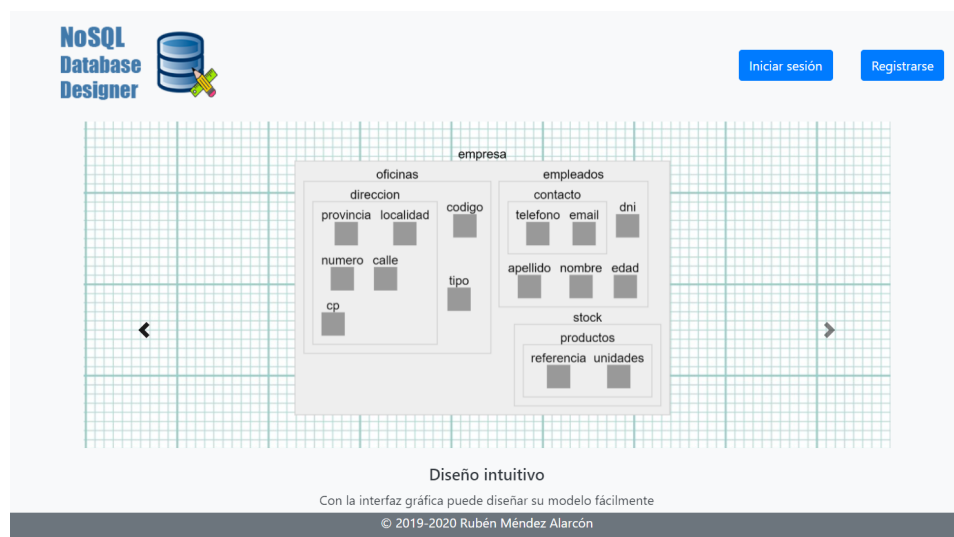 NoSQL
Database
Designer
Iniciar sesión
Registrarse
empresa
oficinas
empleados
direccion
contacto
provincia localidad
codigo
telefono email
dni
numero calle
tipo
apellido nombre edad
cp
stock
productos
referencia unidades
Diseño intuitivo
Con la interfaz gráfica puede diseñar su modelo fácilmente
© 2019-2020 Rubén Méndez Alarcón